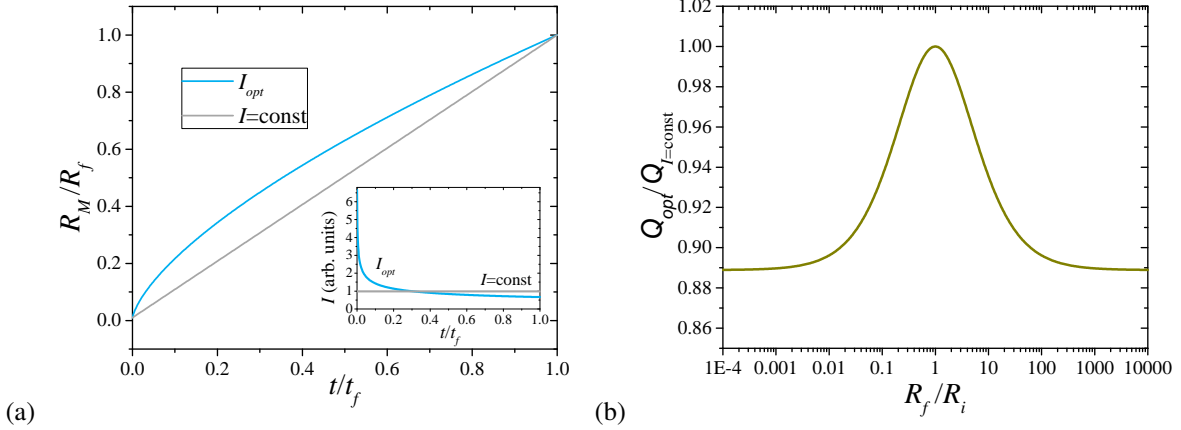 1.0
0.8
0.6
0.4
0.2
0.0
R_M/R_f
I_opt
I=const
6
5
4
3
2
1
0
I (arb. units)
I_opt
I=const
0.0 0.2 0.4 0.6 0.8 1.0
t/t_f
0.0 0.2 0.4 0.6 0.8 1.0
t/t_f
(a)
1.00
0.96
0.92
0.88
0.86
Q_opt/Q_I=const
1E-4 0.01 0.1 1 10 100 10000
R_f/R_i
(b)
1.02
0.98
0.94
0.90